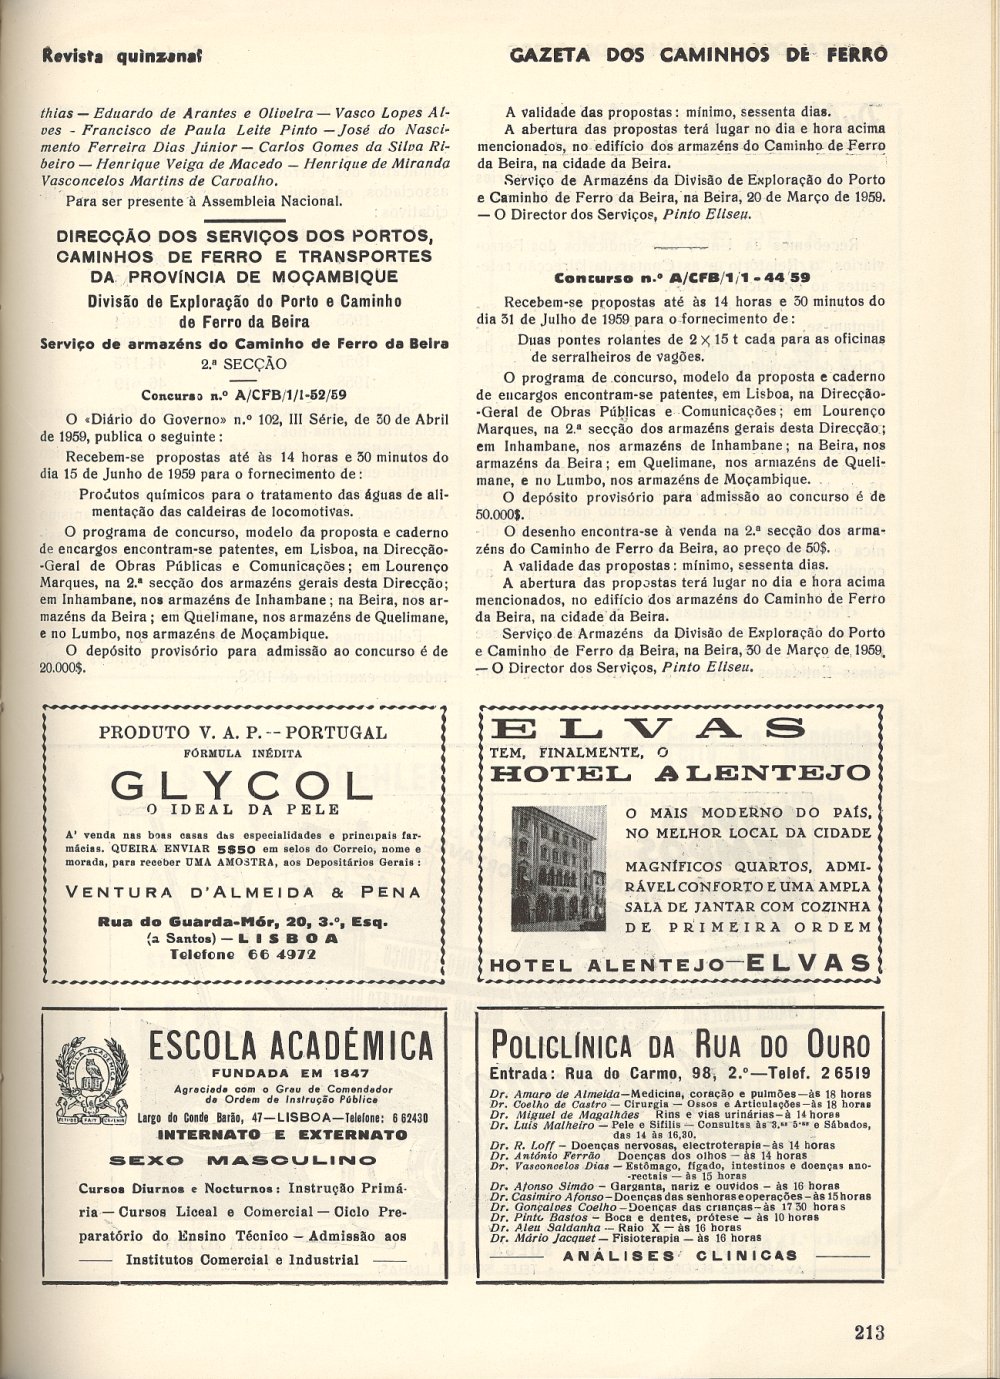 Revista quinzenal
GAZETA DOS CAMINHOS DE FERRO
thias — Eduardo de Arantes e Oliveira — Vasco Lopes Al-
ves - Francisco de Paula Leite Pinto — José do Nasci-
mento Ferreira Dias Júnior — Carlos Gomes da Silva Ri-
beiro — Henrique Veiga de Macedo — Henrique de Miranda
Vasconcelos Martins de Carvalho.
Para ser presente à Assembleia Nacional.
DIRECÇÃO DOS SERVIÇOS DOS PORTOS,
CAMINHOS DE FERRO E TRANSPORTES
DA PROVÍNCIA DE MOÇAMBIQUE
Divisão de Exploração do Porto e Caminho
de Ferro da Beira
Serviço de armazéns do Caminho de Ferro da Beira
2.ª SECÇÃO
Concurso n.º A/CFB/1/1-52/59
O «Diário do Governo» n.º 102, III Série, de 30 de Abril
de 1959, publica o seguinte:
Recebem-se propostas até às 14 horas e 30 minutos do
dia 15 de Junho de 1959 para o fornecimento de:
Produtos químicos para o tratamento das águas de ali-
mentação das caldeiras de locomotivas.
O programa de concurso, modelo da proposta e caderno
de encargos encontram-se patentes, em Lisboa, na Direcção-
-Geral de Obras Públicas e Comunicações; em Lourenço
Marques, na 2.ª secção dos armazéns gerais desta Direcção;
em Inhambane, nos armazéns de Inhambane; na Beira, nos ar-
mazéns da Beira; em Quelimane, nos armazéns de Quelimane,
e no Lumbo, nos armazéns de Moçambique.
O depósito provisório para admissão ao concurso é de
20.000$.
A validade das propostas: mínimo, sessenta dias.
A abertura das propostas terá lugar no dia e hora acima
mencionados, no edifício dos armazéns do Caminho de Ferro
da Beira, na cidade da Beira.
Serviço de Armazéns da Divisão de Exploração do Porto
e Caminho de Ferro da Beira, na Beira, 20 de Março de 1959.
— O Director dos Serviços, Pinto Eliseu.
Concurso n.º A/CFB/1/1-44/59
Recebem-se propostas até às 14 horas e 30 minutos do
dia 31 de Julho de 1959 para o fornecimento de:
Duas pontes rolantes de 2 × 15 t cada para as oficinas
de serralheiros de vagões.
O programa de concurso, modelo da proposta e caderno
de encargos encontram-se patentes, em Lisboa, na Direcção-
-Geral de Obras Públicas e Comunicações; em Lourenço
Marques, na 2.ª secção dos armazéns gerais desta Direcção;
em Inhambane, nos armazéns de Inhambane; na Beira, nos
armazéns da Beira; em Quelimane, nos armazéns de Queli-
mane, e no Lumbo, nos armazéns de Moçambique.
O depósito provisório para admissão ao concurso é de
50.000$.
O desenho encontra-se à venda na 2.ª secção dos arma-
zéns do Caminho de Ferro da Beira, ao preço de 50$.
A validade das propostas: mínimo, sessenta dias.
A abertura das propostas terá lugar no dia e hora acima
mencionados, no edifício dos armazéns do Caminho de Ferro
da Beira, na cidade da Beira.
Serviço de Armazéns da Divisão de Exploração do Porto
e Caminho de Ferro da Beira, na Beira, 30 de Março de 1959.
— O Director dos Serviços, Pinto Eliseu.
PRODUTO V. A. P. -- PORTUGAL
FÓRMULA INÉDITA
GLYCOL
O IDEAL DA PELE
A' venda nas boas casas das especialidades e principais far-
mácias. QUEIRA ENVIAR 5$50 em selos do Correio, nome e
morada, para receber UMA AMOSTRA, aos Depositários Gerais:
VENTURA D'ALMEIDA & PENA
Rua do Guarda-Mór, 20, 3.º, Esq.
(a Santos) — LISBOA
Telefone 66 4972
ELVAS
TEM, FINALMENTE, O
HOTEL ALENTEJO
O MAIS MODERNO DO PAÍS,
NO MELHOR LOCAL DA CIDADE
MAGNÍFICOS QUARTOS, ADMI-
RÁVEL CONFORTO E UMA AMPLA
SALA DE JANTAR COM COZINHA
DE PRIMEIRA ORDEM
HOTEL ALENTEJO—ELVAS
ESCOLA ACADÉMICA
FUNDADA EM 1847
Agraciada com o Grau de Comendador
da Ordem de Instrução Pública
Largo do Conde Barão, 47—LISBOA—Telefone: 6 62430
INTERNATO E EXTERNATO
SEXO MASCULINO
Cursos Diurnos e Nocturnos: Instrução Primá-
ria — Cursos Liceal e Comercial — Ciclo Pre-
paratório do Ensino Técnico — Admissão aos
Institutos Comercial e Industrial
POLICLÍNICA DA RUA DO OURO
Entrada: Rua do Carmo, 98, 2.º—Telef. 2 6519
Dr. Amaro de Almeida—Medicina, coração e pulmões—às 18 horas
Dr. Coelho de Castro — Cirurgia — Ossos e Articulações—às 18 horas
Dr. Miguel de Magalhães Rins e vias urinárias—à 14 horas
Dr. Luís Malheiro — Pele e Sífilis — Consultas às 3.as 5.as e Sábados,
das 14 às 16,30.
Dr. R. Loff — Doenças nervosas, electroterapia—às 14 horas
Dr. António Ferrão Doenças dos olhos — às 14 horas
Dr. Vasconcelos Dias — Estômago, fígado, intestinos e doenças ano-
-rectais — às 15 horas
Dr. Afonso Simão — Garganta, nariz e ouvidos — às 16 horas
Dr. Casimiro Afonso—Doenças das senhoras e operações—às 15 horas
Dr. Gonçalves Coelho—Doenças das crianças—às 17 30 horas
Dr. Pinto Bastos — Boca e dentes, prótese — às 10 horas
Dr. Aleu Saldanha — Raio X — às 16 horas
Dr. Mário Jacquet — Fisioterapia — às 16 horas
ANÁLISES CLINICAS
213